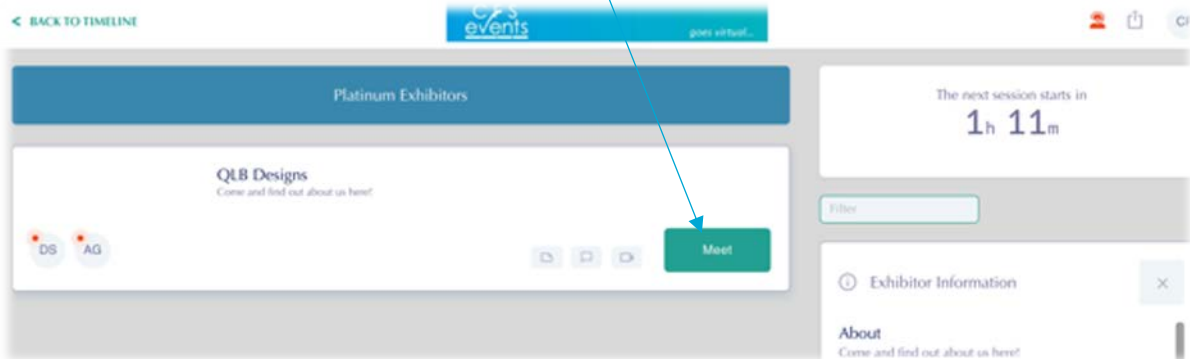 < BACK TO TIMELINE
CFS
events
goes virtual...
Platinum Exhibitors
QLB Designs
Come and find out about us here!
DS
AG
Meet
The next session starts in
1h 11m
Filter
Exhibitor Information
About
Come and find out about us here!